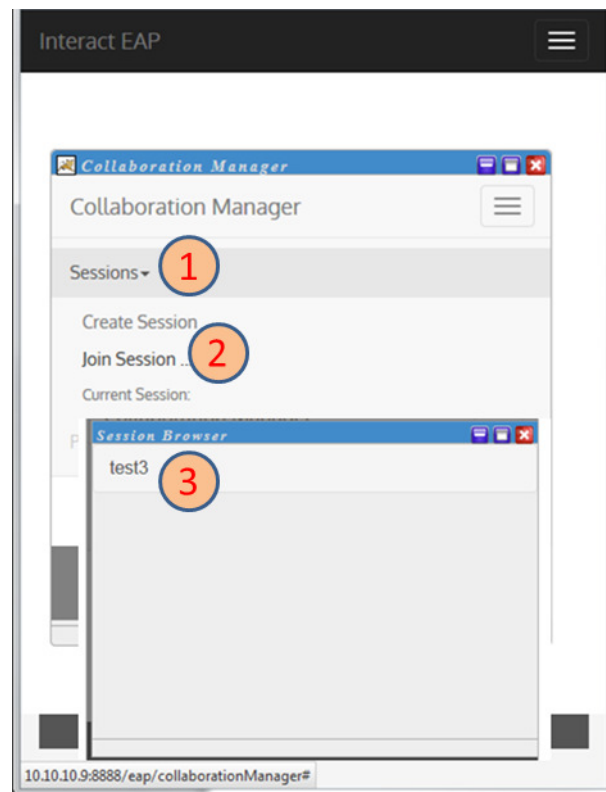 Interact EAP
Collaboration Manager
Collaboration Manager
Sessions
1
Create Session
2
Join Session ...
Current Session:
P
Session Browser
test3
3
10.10.10.9:8888/eap/collaborationManager#